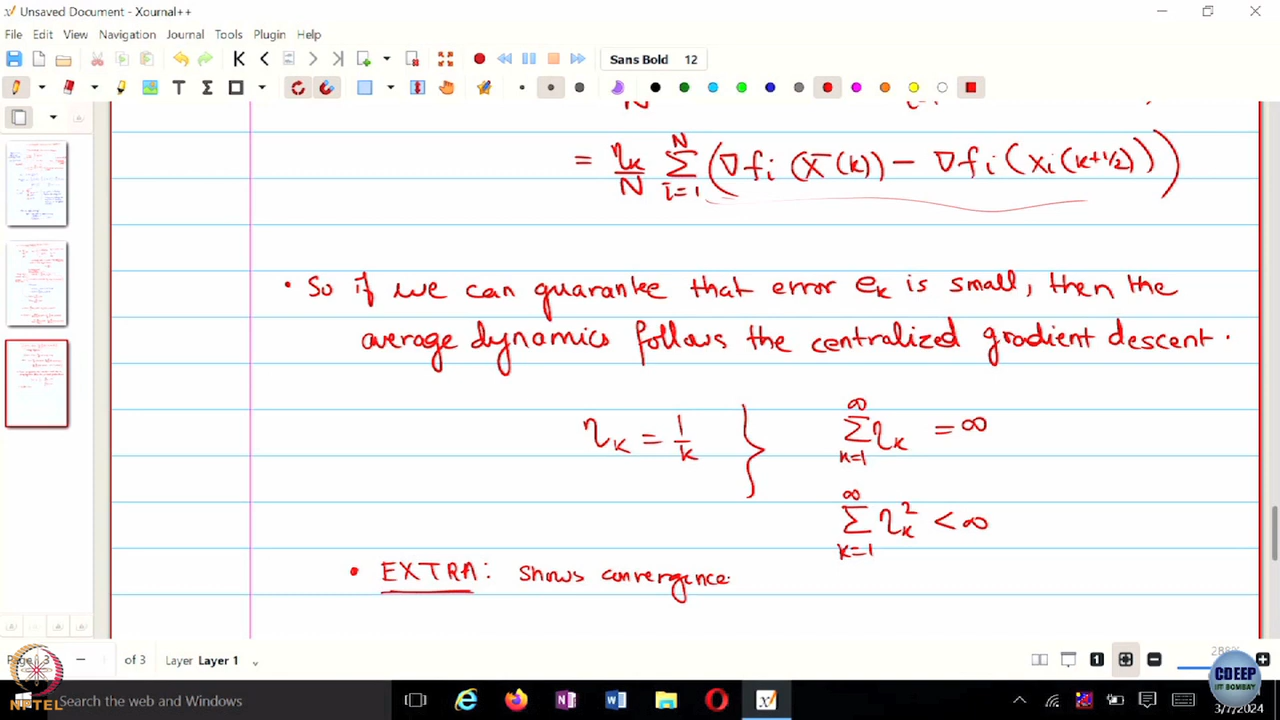 Unsaved Document - Xournal++
File Edit View Navigation Journal Tools Plugin Help
Sans Bold 12
= ηk/N Σ_{i=1}^{N} (∇fi (x̄(k)) − ∇fi (xi(k+1/2)))
• So if we can guarantee that error ek is small, then the
average dynamics follows the centralized gradient descent.
ηk = 1/k } Σ_{k=1}^{∞} ηk = ∞
Σ_{k=1}^{∞} ηk² < ∞
• EXTRA: Shows convergence
of 3 Layer Layer 1
288%
NPTEL
Search the web and Windows
CDEEP
IIT BOMBAY
3/7/2024